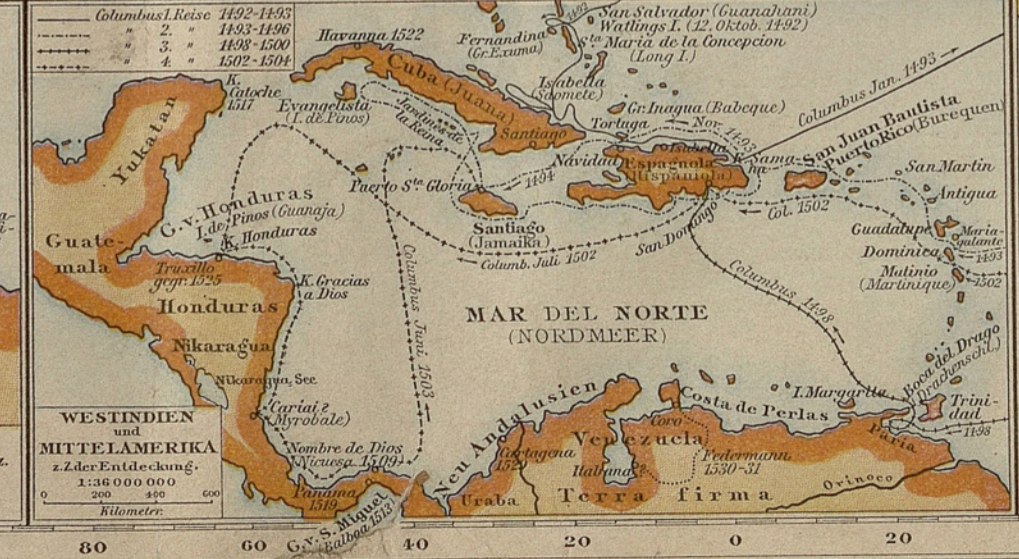 Columbus 1. Reise 1492-1493
" 2. " 1493-1496
" 3. " 1498-1500
" 4. " 1502-1504
Havanna 1522
Fernandina
(Gr. Exuma)
1492
San Salvador (Guanahani)
Watlings I. (12. Oktob. 1492)
Sta Maria de la Concepcion
(Long I.)
Isabella
(Saomete)
K.
Catoche
1517
Evangelista
(I. de Pinos)
Cuba (Juana)
Jardines de
la Reina
Santiago
Gr. Inagua (Babeque)
Tortuga
Nov.
1493
Columbus Jan. 1493
San Juan Bautista
Puerto Rico (Burequen)
Yukatan
Navidad
Isabella
Espagnola
(Hispaniola)
K. Sama-
na
San Martin
Antigua
Puerto Sta Gloria
1494
G. v. Honduras
I. de Pinos (Guanaja)
K. Honduras
Santiago
(Jamaika)
San Domingo
Col. 1502
Guadalupe
Maria-
galante
Dominica
1493
Matinio
(Martinique)
1502
Guate-
mala
Truxillo
gegr. 1525
K. Gracias
a Dios
Columb. Juli 1502
Columbus Juni 1503
Columbus 1498
Honduras
MAR DEL NORTE
(NORDMEER)
Nikaragua
Nikaragua See
Boca del Drago
(Drachenschl.)
I. Margarita
Trini-
dad
1498
Costa de Perlas
Paria
Cariai
Myrobale)
Neu Andalusien
Coro
Venezuela
Nombre de Dios
(Nicuesa 1509)
Cartagena
Federmann
1530-31
Orinoco
Panama
1519
Uraba
Terra firma
G. v. S. Miguel
Balboa 1513
WESTINDIEN
und
MITTELAMERIKA
z. Z der Entdeckung.
1:36 000 000
0 200 400 600
Kilometer.
80 60 40 20 0 20